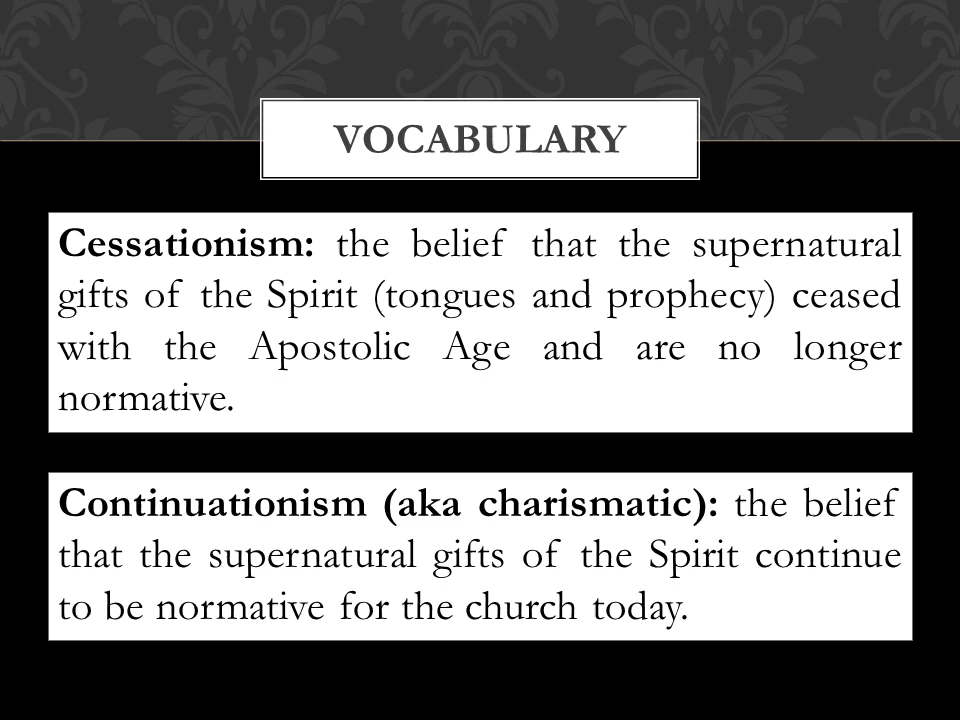 VOCABULARY
Cessationism: the belief that the supernatural
gifts of the Spirit (tongues and prophecy) ceased
with the Apostolic Age and are no longer
normative.
Continuationism (aka charismatic): the belief
that the supernatural gifts of the Spirit continue
to be normative for the church today.